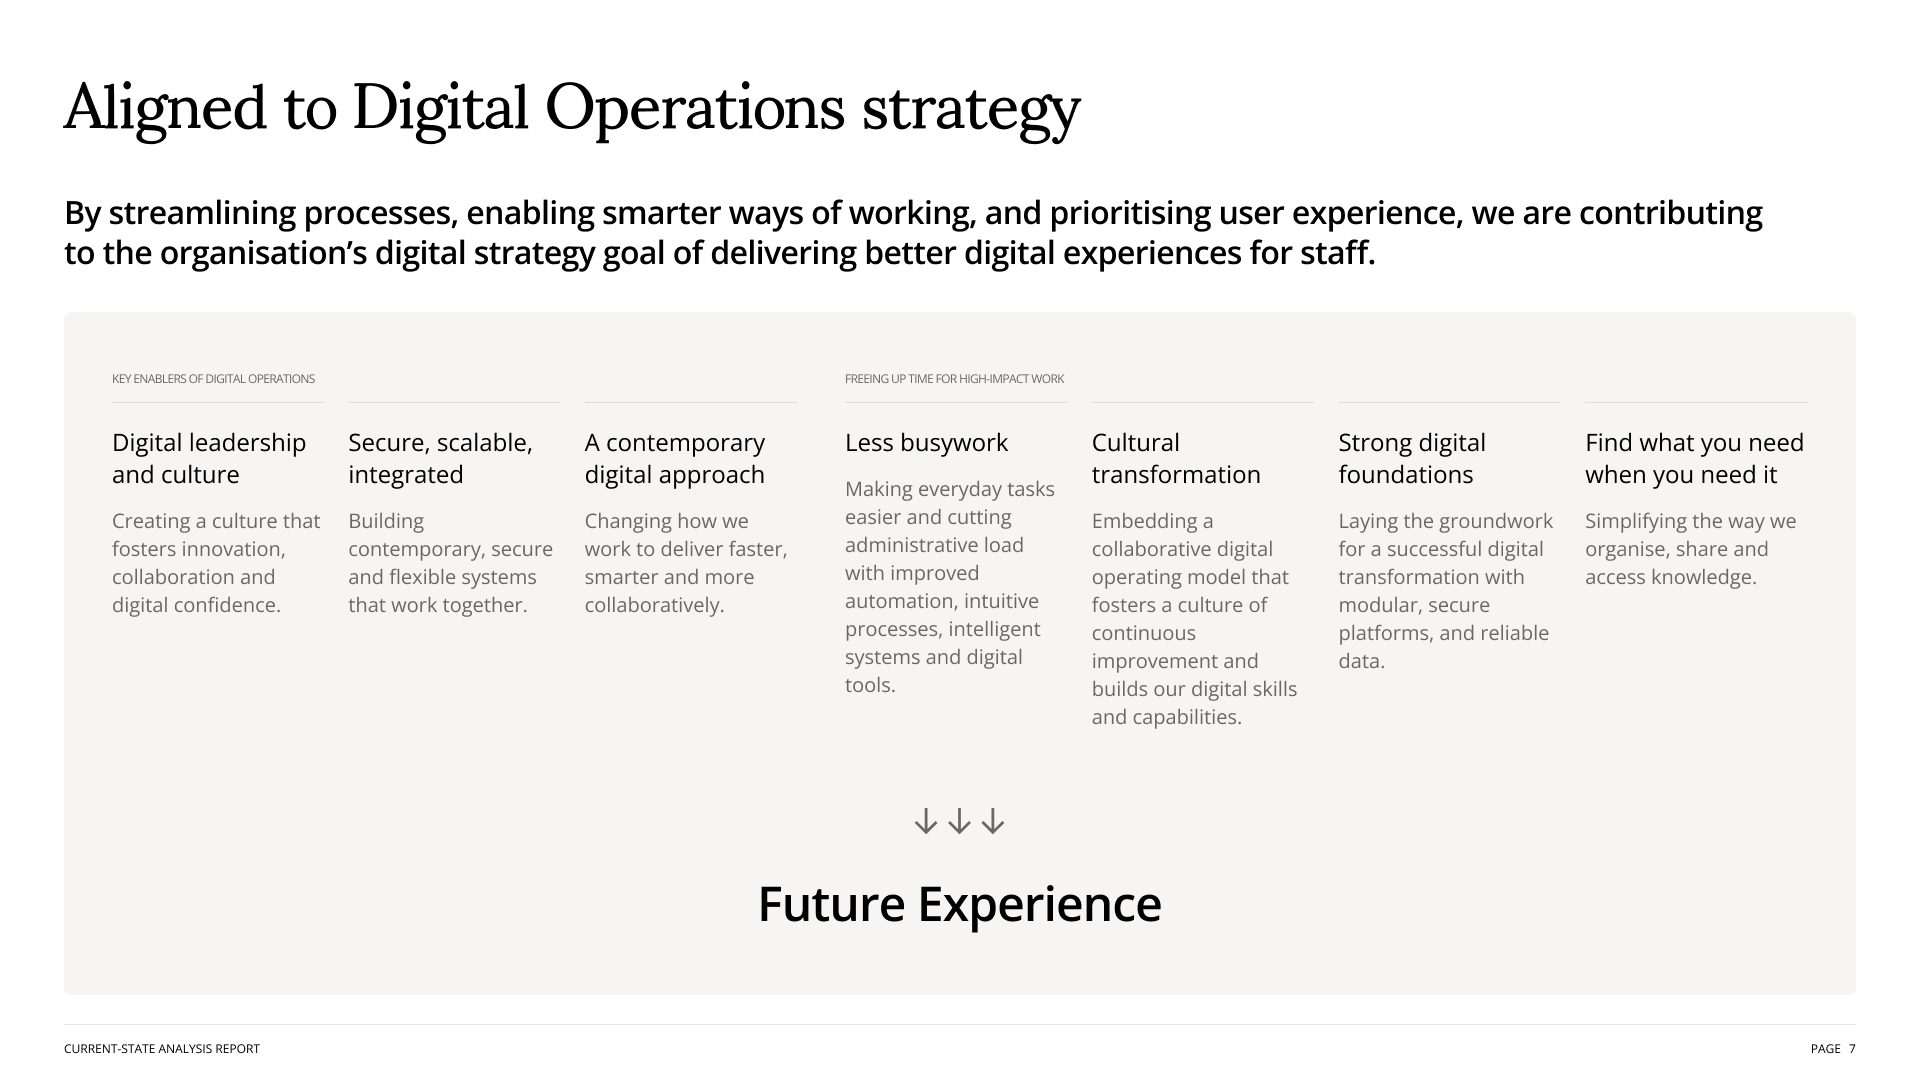 Aligned to Digital Operations strategy
By streamlining processes, enabling smarter ways of working, and prioritising user experience, we are contributing
to the organisation’s digital strategy goal of delivering better digital experiences for staff.
KEY ENABLERS OF DIGITAL OPERATIONS
Digital leadership
and culture
Creating a culture that
fosters innovation,
collaboration and
digital confidence.
Secure, scalable,
integrated
Building
contemporary, secure
and flexible systems
that work together.
A contemporary
digital approach
Changing how we
work to deliver faster,
smarter and more
collaboratively.
FREEING UP TIME FOR HIGH-IMPACT WORK
Less busywork
Making everyday tasks
easier and cutting
administrative load
with improved
automation, intuitive
processes, intelligent
systems and digital
tools.
Cultural
transformation
Embedding a
collaborative digital
operating model that
fosters a culture of
continuous
improvement and
builds our digital skills
and capabilities.
Strong digital
foundations
Laying the groundwork
for a successful digital
transformation with
modular, secure
platforms, and reliable
data.
Find what you need
when you need it
Simplifying the way we
organise, share and
access knowledge.
Future Experience
CURRENT-STATE ANALYSIS REPORT
PAGE 7